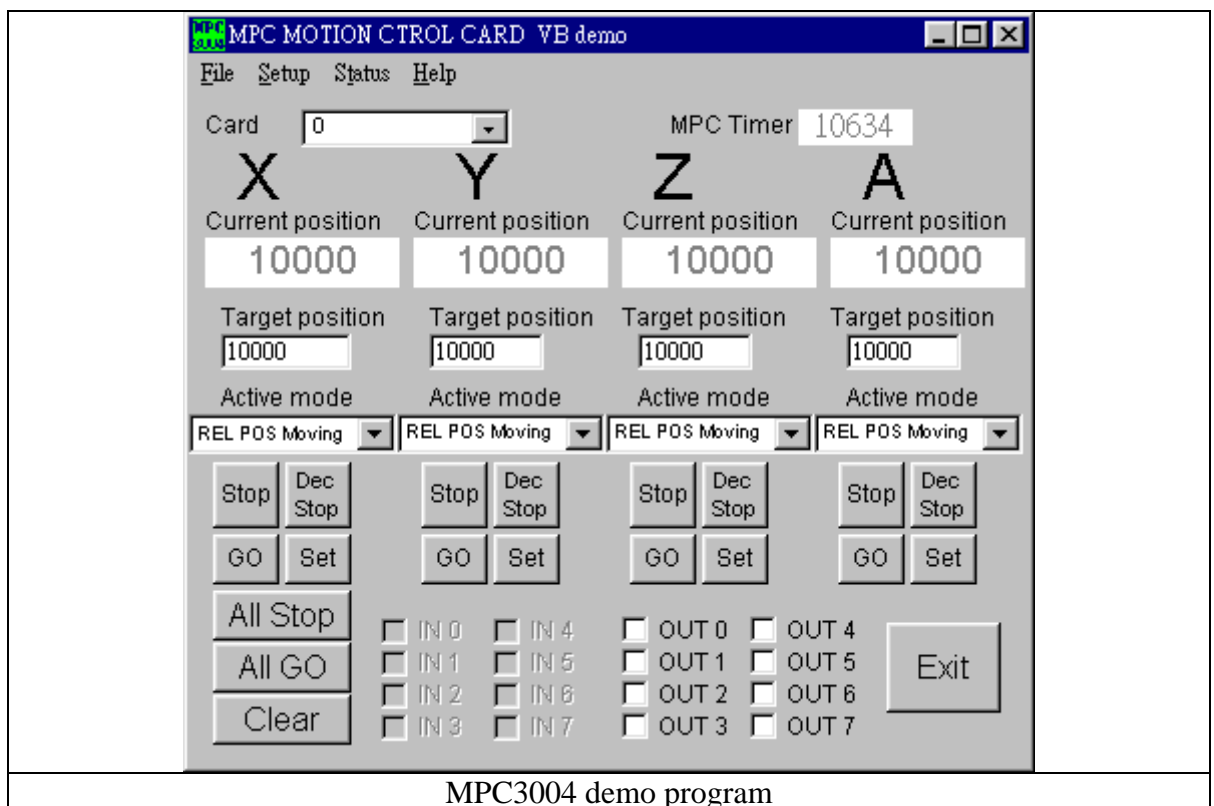 MPC 3004 MPC MOTION CTROL CARD VB demo
File Setup Status Help
Card 0 MPC Timer 10634
X Y Z A
Current position Current position Current position Current position
10000 10000 10000 10000
Target position Target position Target position Target position
10000 10000 10000 10000
Active mode Active mode Active mode Active mode
REL POS Moving REL POS Moving REL POS Moving REL POS Moving
Stop Dec Stop Stop Dec Stop Stop Dec Stop Stop Dec Stop
GO Set GO Set GO Set GO Set
All Stop IN 0 IN 4 OUT 0 OUT 4
All GO IN 1 IN 5 OUT 1 OUT 5 Exit
Clear IN 2 IN 6 OUT 2 OUT 6
IN 3 IN 7 OUT 3 OUT 7
MPC3004 demo program